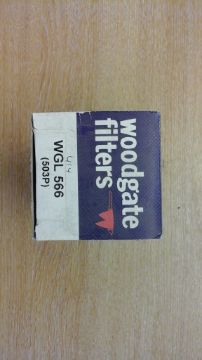 woodgate
filters
WGL 566
(503P)